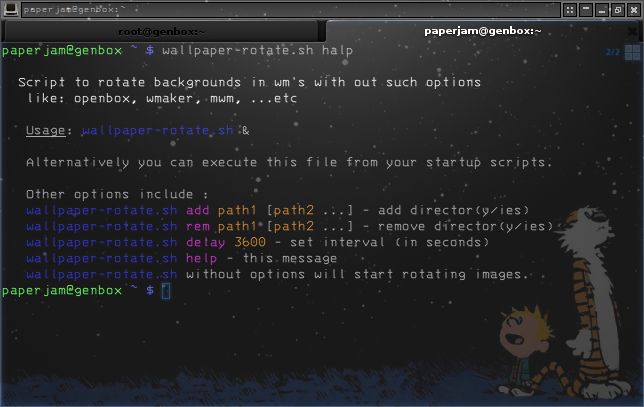 paperjam@genbox:~
root@genbox:~
paperjam@genbox:~
paperjam@genbox ~ $ wallpaper-rotate.sh halp
2/2
Script to rotate backgrounds in wm's with out such options
like: openbox, wmaker, mwm, ...etc
Usage: wallpaper-rotate.sh &
Alternatively you can execute this file from your startup scripts.
Other options include :
wallpaper-rotate.sh add path1 [path2 ...] - add director(y/ies)
wallpaper-rotate.sh rem path1 [path2 ...] - remove director(y/ies)
wallpaper-rotate.sh delay 3600 - set interval (in seconds)
wallpaper-rotate.sh help - this message
wallpaper-rotate.sh without options will start rotating images.
paperjam@genbox ~ $